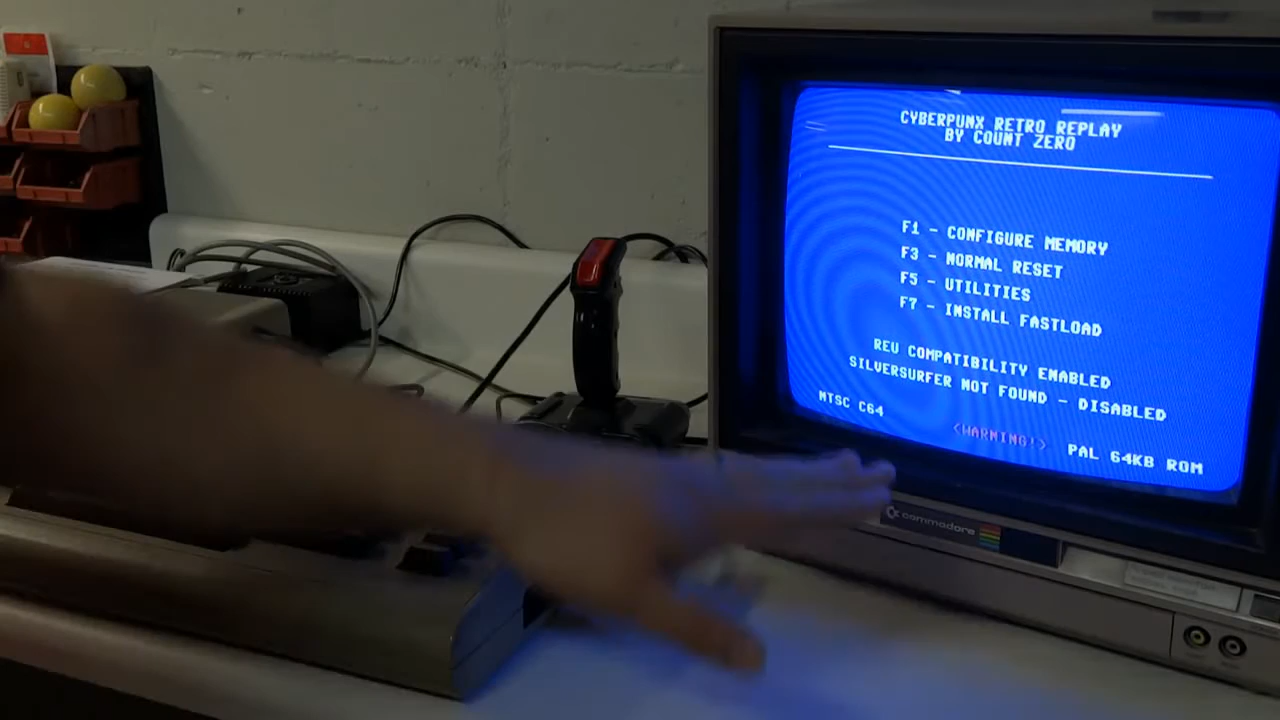 CYBERPUNX RETRO REPLAY
BY COUNT ZERO
F1 - CONFIGURE MEMORY
F3 - NORMAL RESET
F5 - UTILITIES
F7 - INSTALL FASTLOAD
REU COMPATIBILITY ENABLED
SILVERSURFER NOT FOUND - DISABLED
NTSC C64
<WARNING!>
PAL 64KB ROM
commodore